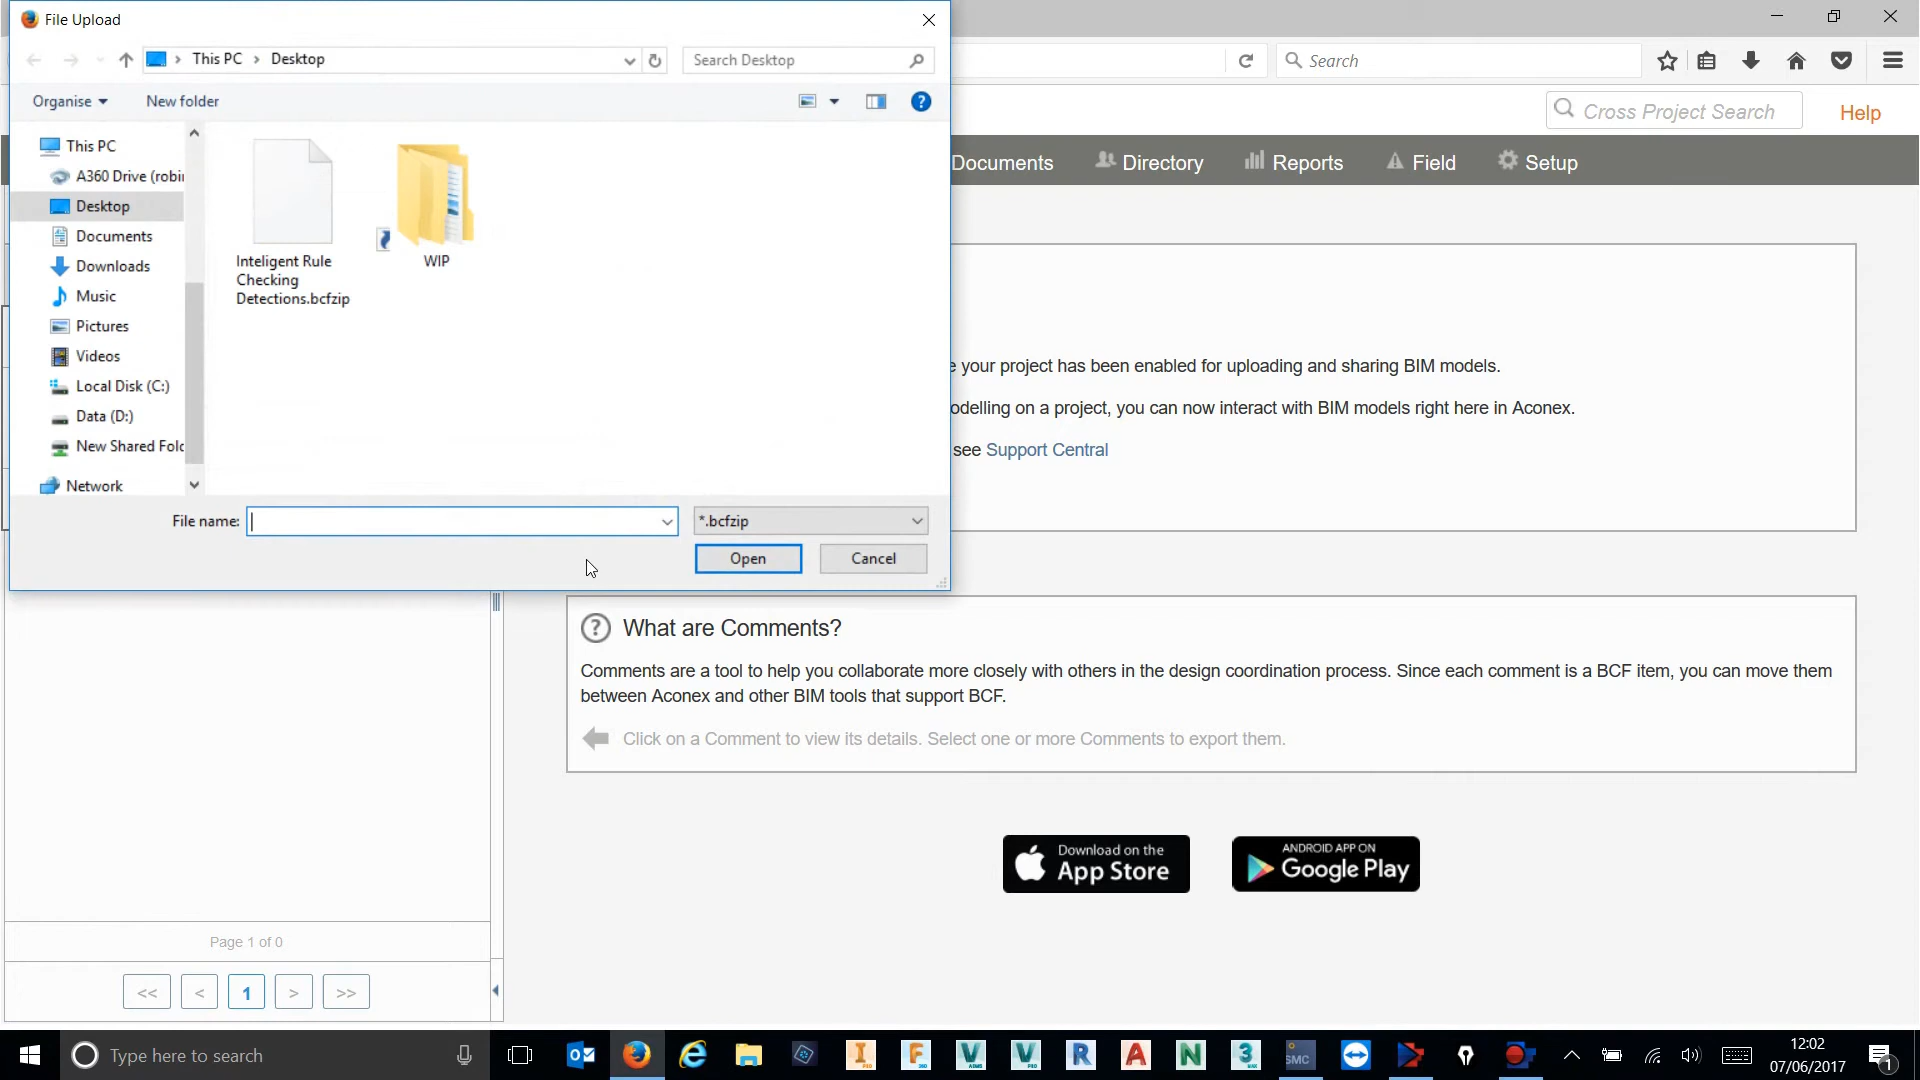 File Upload
This PC > Desktop
Search Desktop
Search
Organise
New folder
Cross Project Search
Help
This PC
A360 Drive (robin
Desktop
Documents
Downloads
Music
Pictures
Videos
Local Disk (C:)
Data (D:)
New Shared Fold
Network
Inteligent Rule
Checking
Detections.bcfzip
WIP
Documents
Directory
Reports
Field
Setup
your project has been enabled for uploading and sharing BIM models.
odelling on a project, you can now interact with BIM models right here in Aconex.
see Support Central
File name:
*.bcfzip
Open
Cancel
What are Comments?
Comments are a tool to help you collaborate more closely with others in the design coordination process. Since each comment is a BCF item, you can move them
between Aconex and other BIM tools that support BCF.
Click on a Comment to view its details. Select one or more Comments to export them.
Download on the
App Store
ANDROID APP ON
Google Play
Page 1 of 0
<< < 1 > >>
Type here to search
SMC
12:02
07/06/2017
1